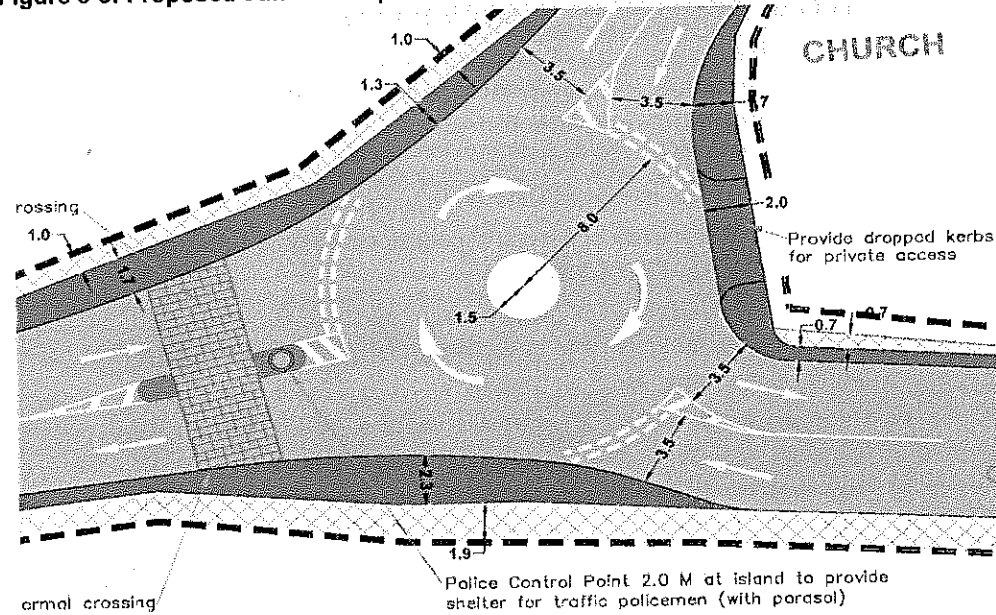 Figure
CHURCH
1.0
3.5
1.3
3.5
2.0
rossing
1.0
8.0
Provide dropped kerbs
for private access
1.7
1.5
0.7
0.7
3.5
3.5
2.3
1.9
Police Control Point 2.0 M at island to provide
shelter for traffic policemen (with parasol)
ormal crossing